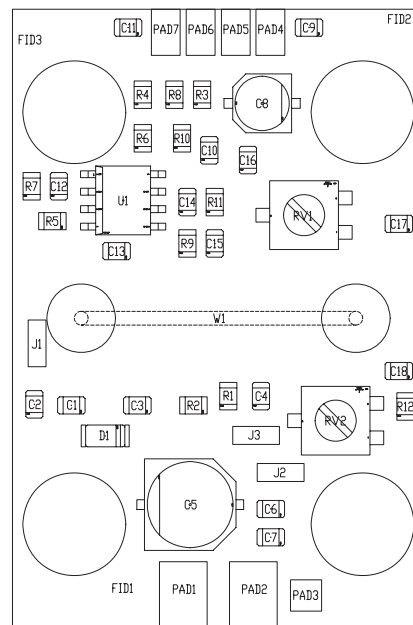 FID2
C11 PAD7 PAD6 PAD5 PAD4 C9
FID3
R4 R8 R3 C8
R6 R10 C10
C16
R7 C12 U1 C14 R11 RV1
R5 C17
C13 R9 C15
W1
J1
C18
C2 C1 C3 R2 R1 C4 R12
D1 J3 RV2
J2
C5 C6
C7
FID1 PAD1 PAD2 PAD3